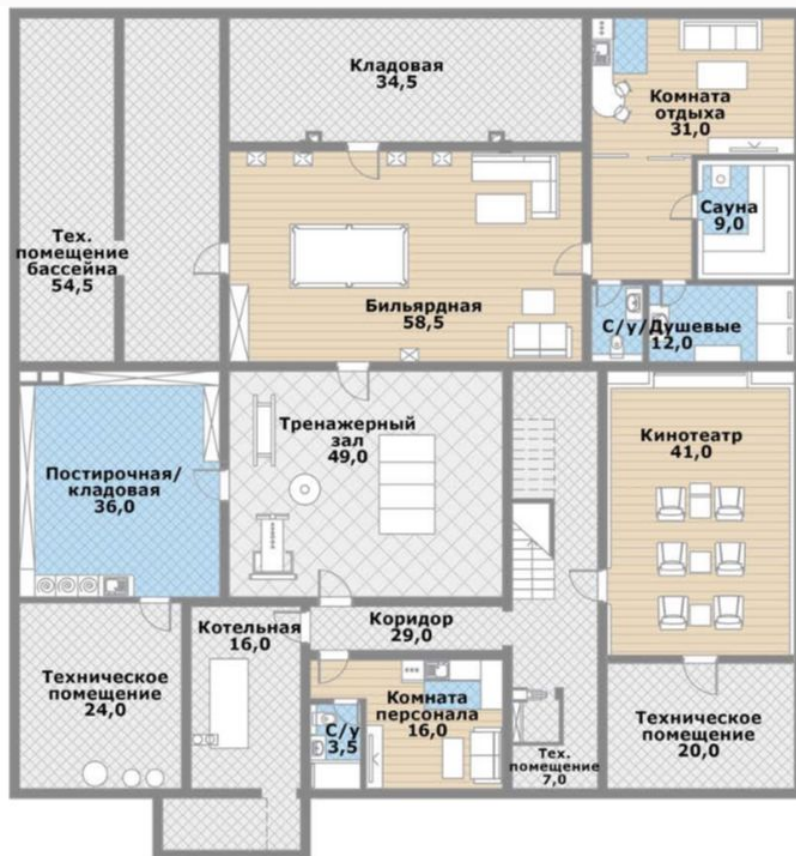 Кладовая
34,5
Комната
отдыха
31,0
Сауна
9,0
Тех.
помещение
бассейна
54,5
Бильярдная
58,5
С/у/Душевые
12,0
Тренажерный
зал
49,0
Кинотеатр
41,0
Постирочная/
кладовая
36,0
Котельная
16,0
Коридор
29,0
Техническое
помещение
24,0
С/у
3,5
Комната
персонала
16,0
Тех.
помещение
7,0
Техническое
помещение
20,0